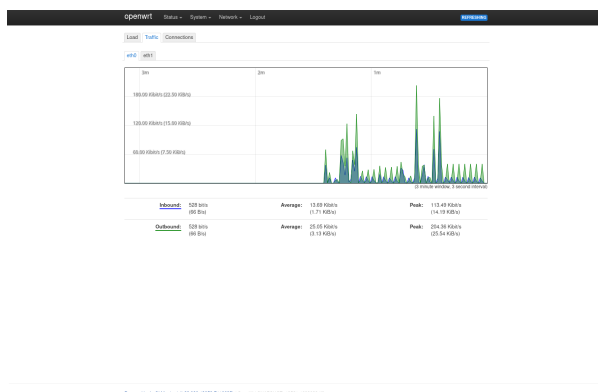 openwrt Status System Network Logout REFRESHING
Load Traffic Connections
eth0 eth1
3m 2m 1m
180.00 Kibit/s (22.50 KiB/s)
120.00 Kibit/s (15.00 KiB/s)
60.00 Kibit/s (7.50 KiB/s)
(3 minute window, 3 second interval)
Inbound: 528 bit/s Average: 13.69 Kibit/s Peak: 113.49 Kibit/s
(66 B/s) (1.71 KiB/s) (14.19 KiB/s)
Outbound: 528 bit/s Average: 25.05 Kibit/s Peak: 204.36 Kibit/s
(66 B/s) (3.13 KiB/s) (25.54 KiB/s)